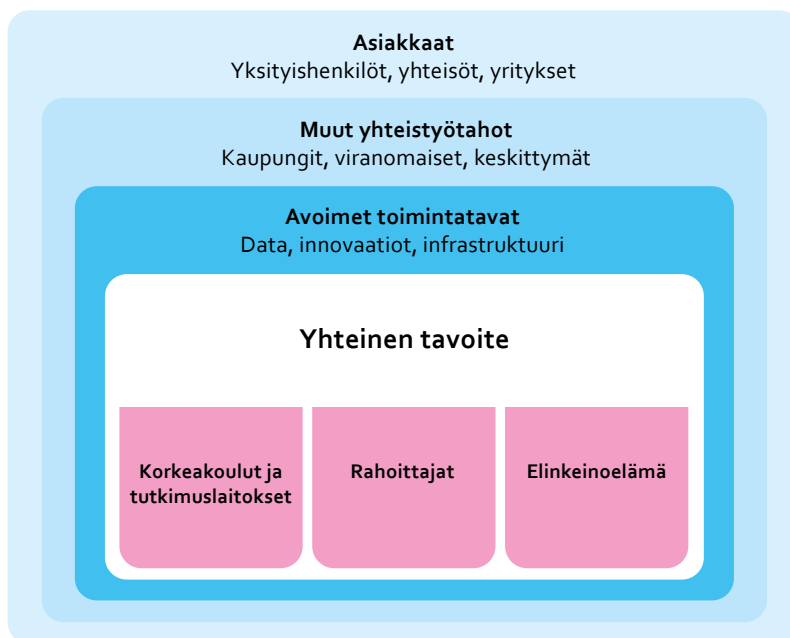 Asiakkaat
Yksityishenkilöt, yhteisöt, yritykset
Muut yhteistyötahot
Kaupungit, viranomaiset, keskittymät
Avoimet toimintatavat
Data, innovaatiot, infrastruktuuri
Yhteinen tavoite
Korkeakoulut ja
tutkimuslaitokset
Rahoittajat
Elinkeinoelämä